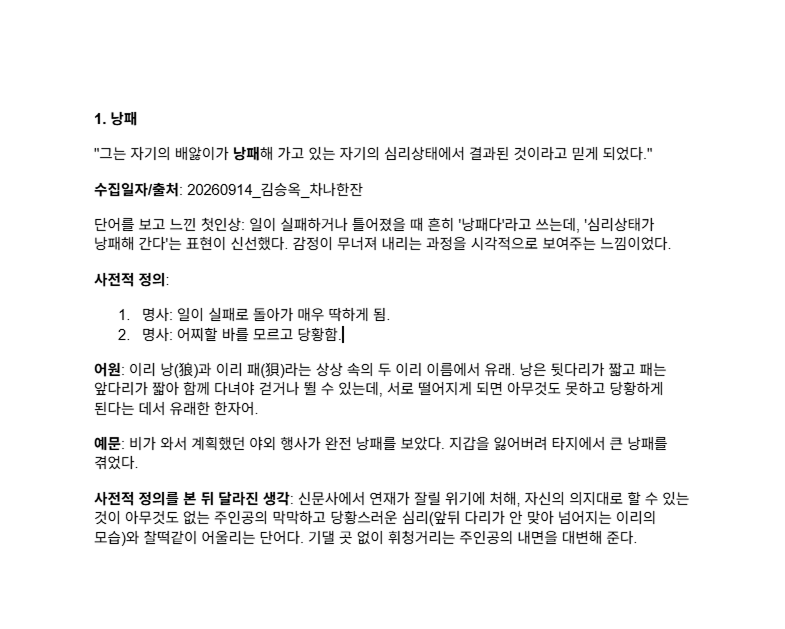 1. 낭패
"그는 자기의 배앓이가 낭패해 가고 있는 자기의 심리상태에서 결과된 것이라고 믿게 되었다."
수집일자/출처: 20260914_김승옥_차나한잔
단어를 보고 느낀 첫인상: 일이 실패하거나 틀어졌을 때 흔히 '낭패다'라고 쓰는데, '심리상태가
낭패해 간다'는 표현이 신선했다. 감정이 무너져 내리는 과정을 시각적으로 보여주는 느낌이었다.
사전적 정의:
1. 명사: 일이 실패로 돌아가 매우 딱하게 됨.
2. 명사: 어찌할 바를 모르고 당황함.
어원: 이리 낭(狼)과 이리 패(狽)라는 상상 속의 두 이리 이름에서 유래. 낭은 뒷다리가 짧고 패는
앞다리가 짧아 함께 다녀야 걷거나 뛸 수 있는데, 서로 떨어지게 되면 아무것도 못하고 당황하게
된다는 데서 유래한 한자어.
예문: 비가 와서 계획했던 야외 행사가 완전 낭패를 보았다. 지갑을 잃어버려 타지에서 큰 낭패를
겪었다.
사전적 정의를 본 뒤 달라진 생각: 신문사에서 연재가 잘릴 위기에 처해, 자신의 의지대로 할 수 있는
것이 아무것도 없는 주인공의 막막하고 당황스러운 심리(앞뒤 다리가 안 맞아 넘어지는 이리의
모습)와 찰떡같이 어울리는 단어다. 기댈 곳 없이 휘청거리는 주인공의 내면을 대변해 준다.